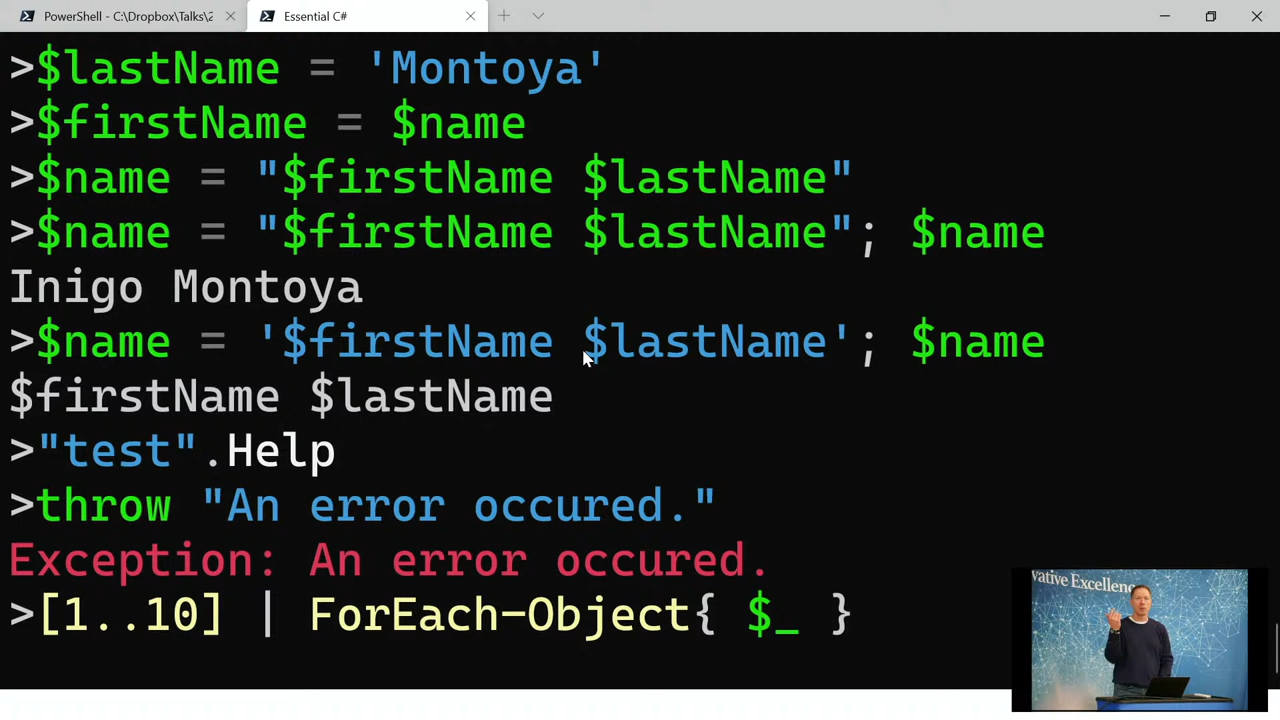 PowerShell - C:\Dropbox\Talks\2
Essential C#
>$lastName = 'Montoya'
>$firstName = $name
>$name = "$firstName $lastName"
>$name = "$firstName $lastName"; $name
Inigo Montoya
>$name = '$firstName $lastName'; $name
$firstName $lastName
>"test".Help
>throw "An error occured."
Exception: An error occured.
>[1..10] | ForEach-Object{ $_ }
vative Excellence